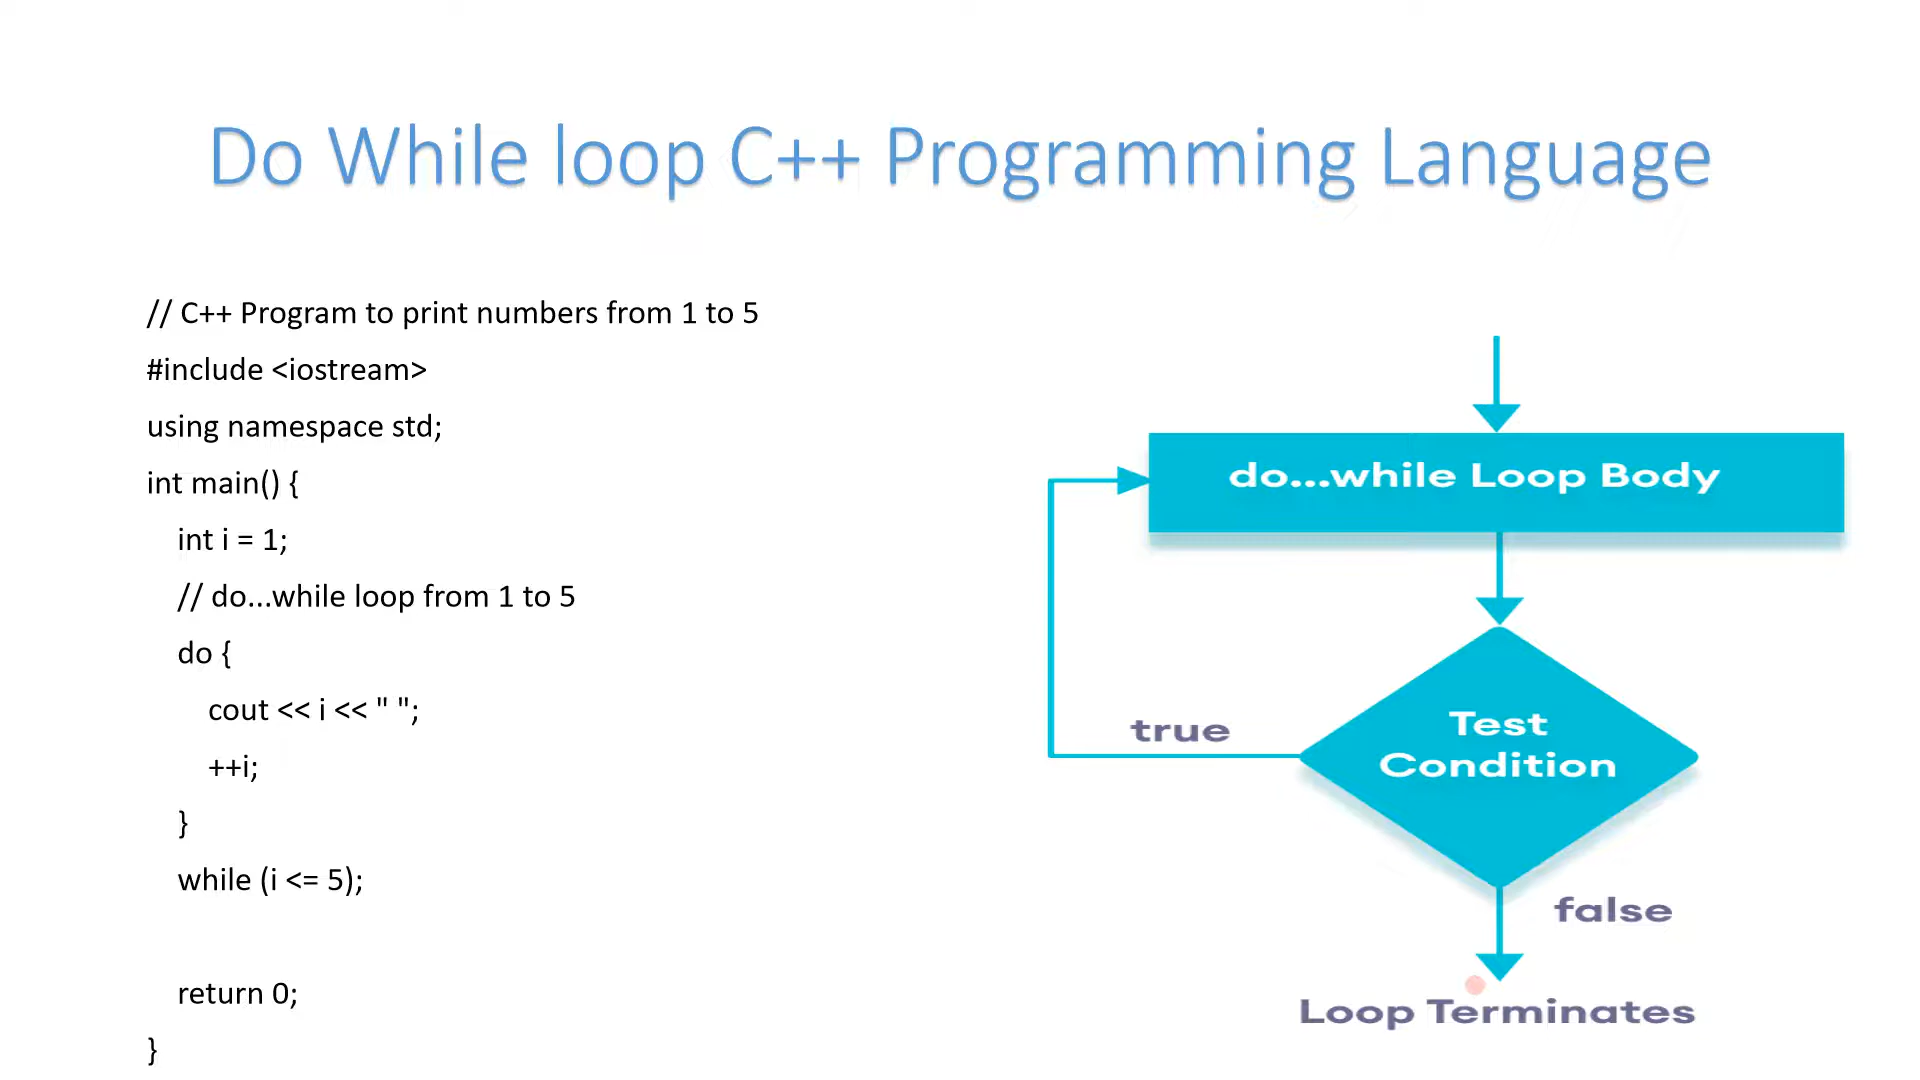 Do While loop C++ Programming Language
// C++ Program to print numbers from 1 to 5
#include <iostream>
using namespace std;
int main() {
int i = 1;
// do...while loop from 1 to 5
do {
cout << i << " ";
++i;
}
while (i <= 5);
return 0;
}
do...while Loop Body
Test
Condition
true
false
Loop Terminates